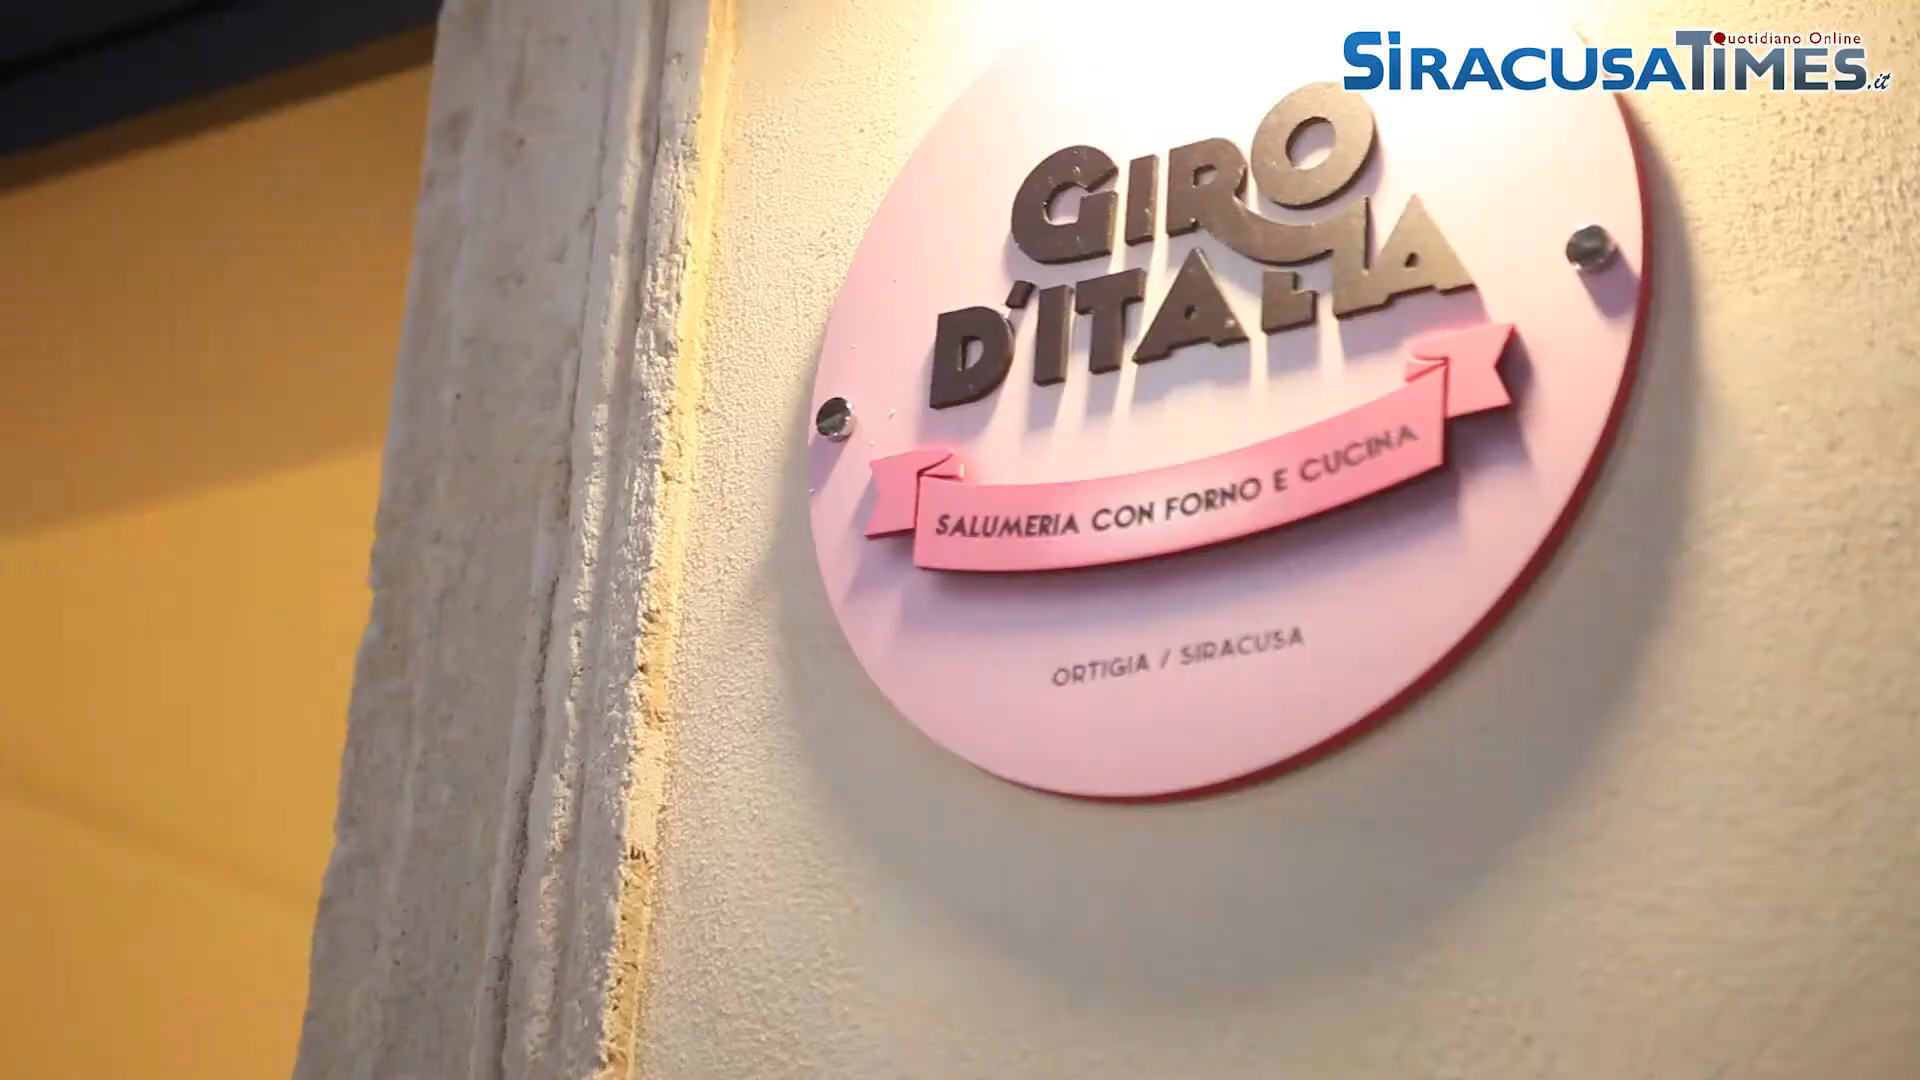 Quotidiano Online
SIRACUSATIMES.it
GIRO
D'ITALIA
SALUMERIA CON FORNO E CUCINA
ORTIGIA / SIRACUSA